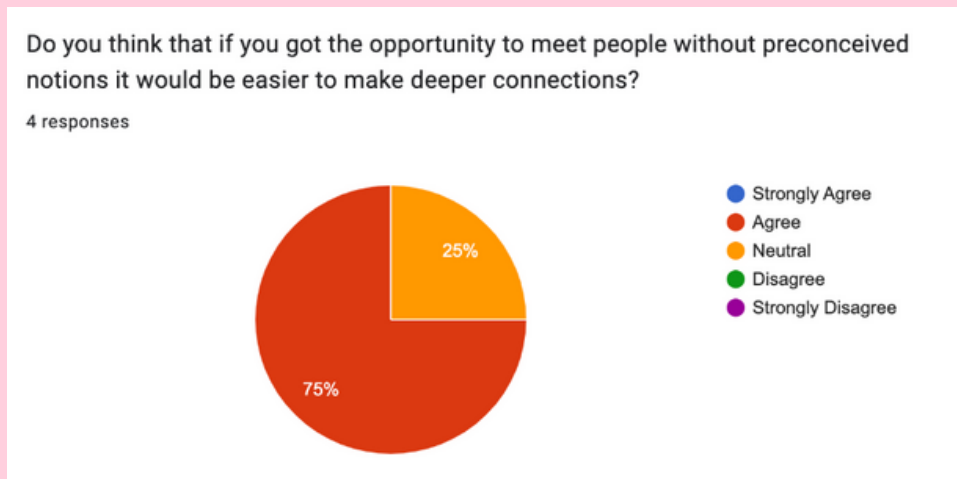 Do you think that if you got the opportunity to meet people without preconceived
notions it would be easier to make deeper connections?
4 responses
25%
75%
Strongly Agree
Agree
Neutral
Disagree
Strongly Disagree